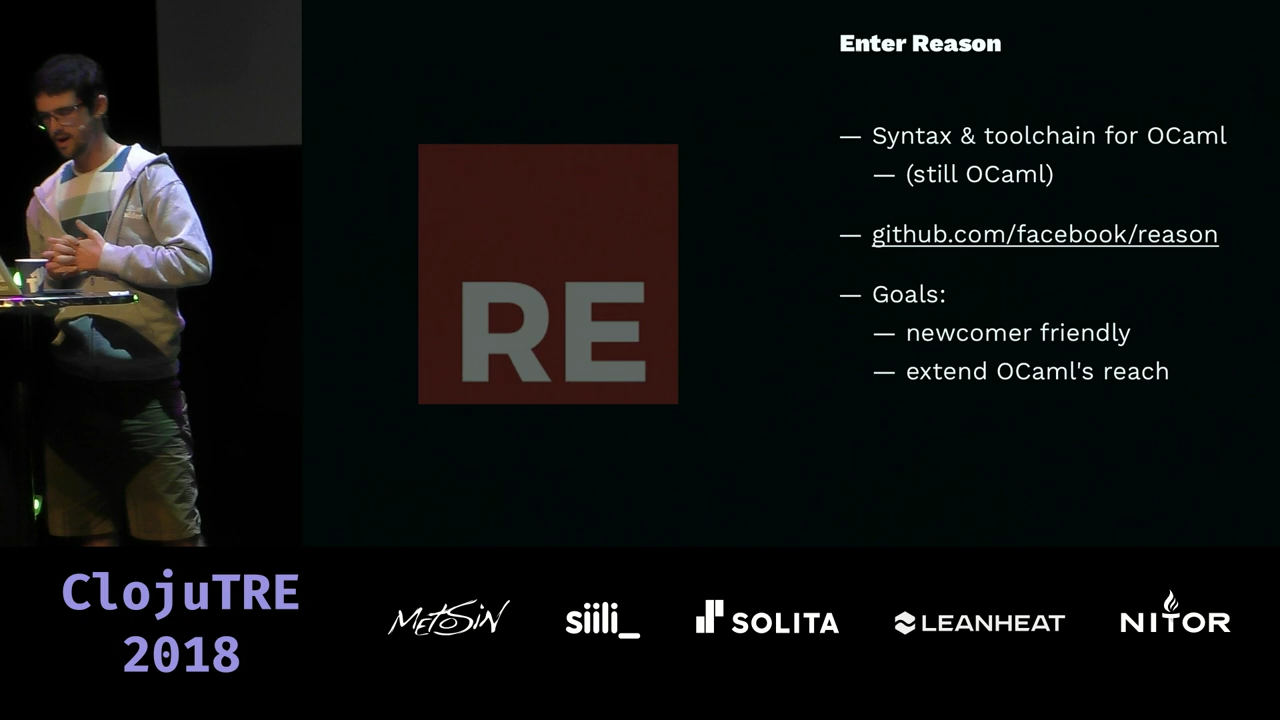 Enter Reason
— Syntax & toolchain for OCaml
— (still OCaml)
— github.com/facebook/reason
— Goals:
— newcomer friendly
— extend OCaml's reach
RE
ClojuTRE
2018
METOSIN
siili_
SOLITA
LEANHEAT
NITOR